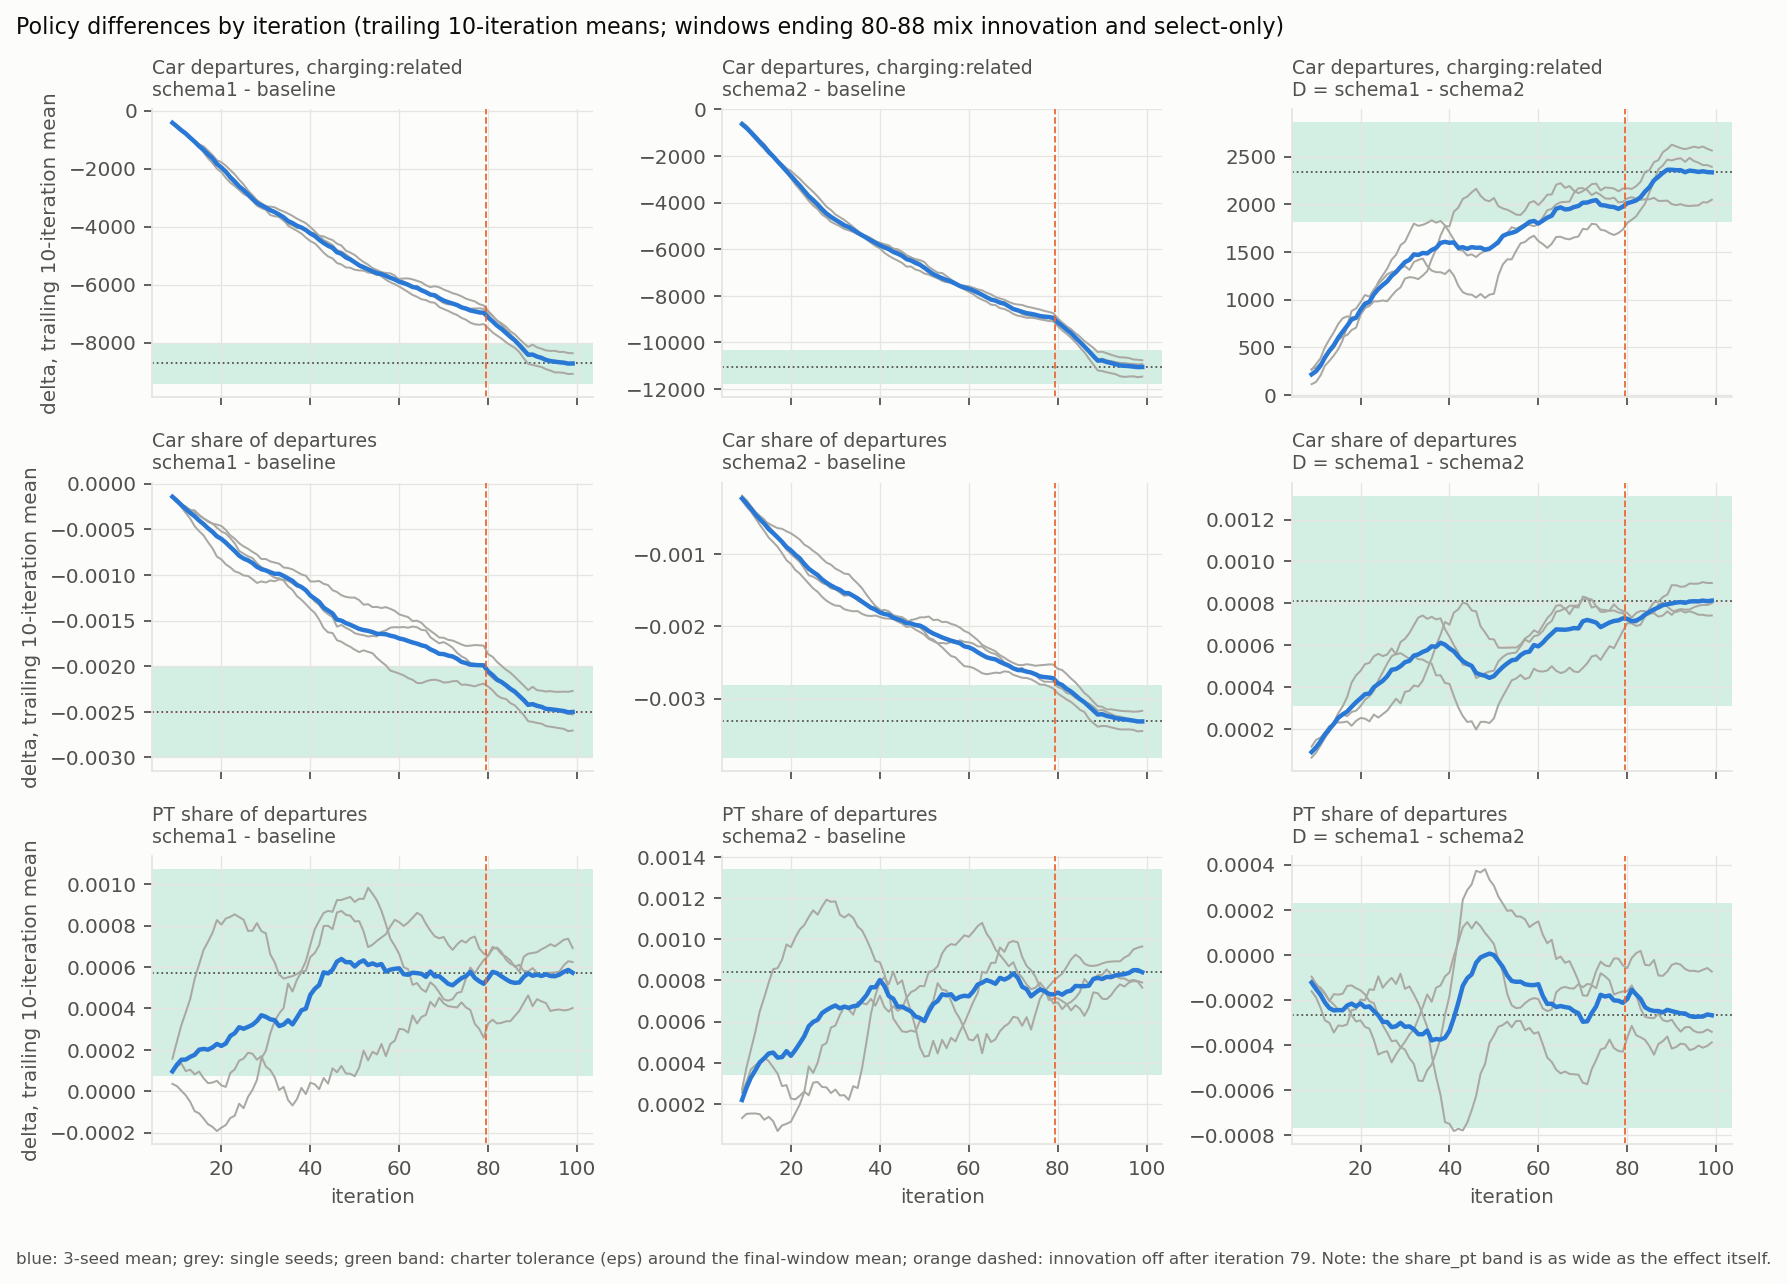 Policy differences by iteration (trailing 10-iteration means; windows ending 80-88 mix innovation and select-only)
Car departures, charging:related
schema1 - baseline
Car departures, charging:related
schema2 - baseline
Car departures, charging:related
D = schema1 - schema2
delta, trailing 10-iteration mean
0
−2000
−4000
−6000
−8000
0
−2000
−4000
−6000
−8000
−10000
−12000
2500
2000
1500
1000
500
0
Car share of departures
schema1 - baseline
Car share of departures
schema2 - baseline
Car share of departures
D = schema1 - schema2
delta, trailing 10-iteration mean
0.0000
−0.0005
−0.0010
−0.0015
−0.0020
−0.0025
−0.0030
−0.001
−0.002
−0.003
0.0012
0.0010
0.0008
0.0006
0.0004
0.0002
PT share of departures
schema1 - baseline
PT share of departures
schema2 - baseline
PT share of departures
D = schema1 - schema2
delta, trailing 10-iteration mean
0.0010
0.0008
0.0006
0.0004
0.0002
0.0000
−0.0002
0.0014
0.0012
0.0010
0.0008
0.0006
0.0004
0.0002
0.0004
0.0002
0.0000
−0.0002
−0.0004
−0.0006
−0.0008
20 40 60 80 100
20 40 60 80 100
20 40 60 80 100
iteration
iteration
iteration
blue: 3-seed mean; grey: single seeds; green band: charter tolerance (eps) around the final-window mean; orange dashed: innovation off after iteration 79. Note: the share_pt band is as wide as the effect itself.